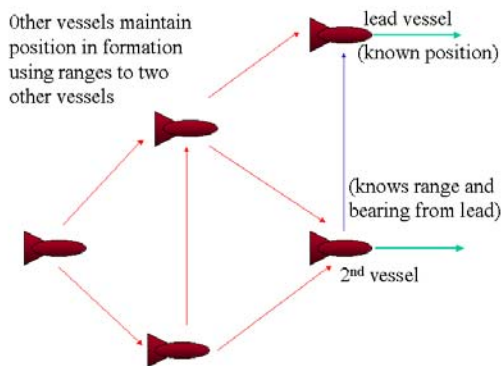 Other vessels maintain
position in formation
using ranges to two
other vessels
lead vessel
(known position)
(knows range and
bearing from lead)
2nd vessel